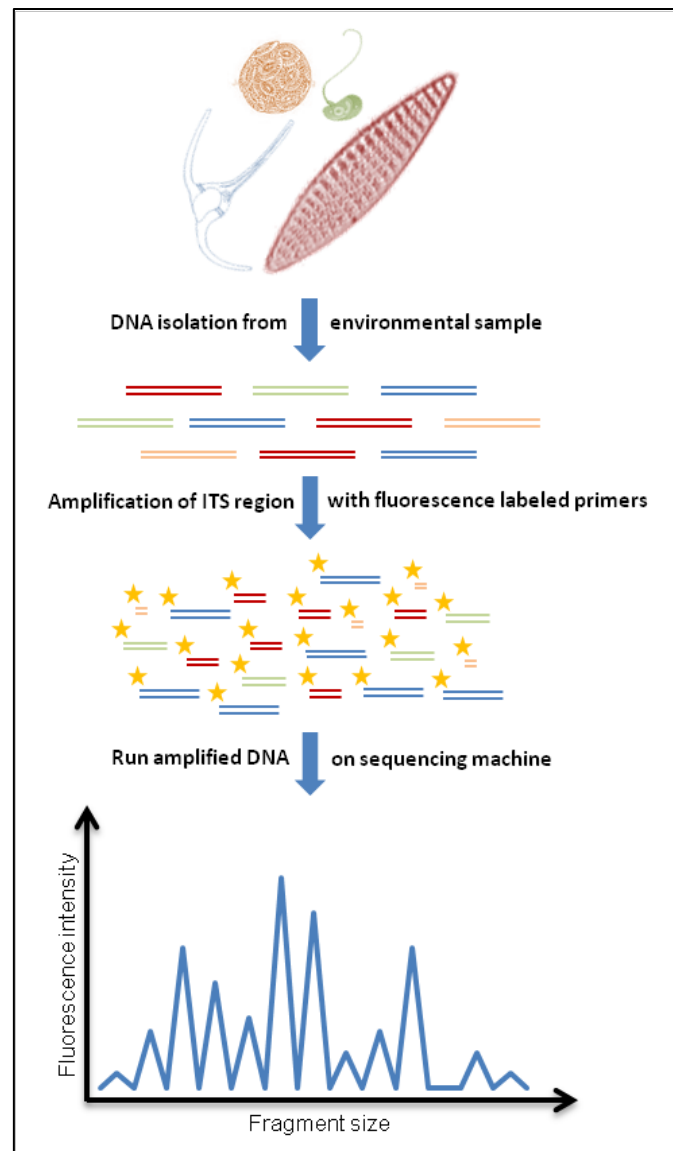 DNA isolation from environmental sample
Amplification of ITS region with fluorescence labeled primers
Run amplified DNA on sequencing machine
Fluorescence intensity
Fragment size